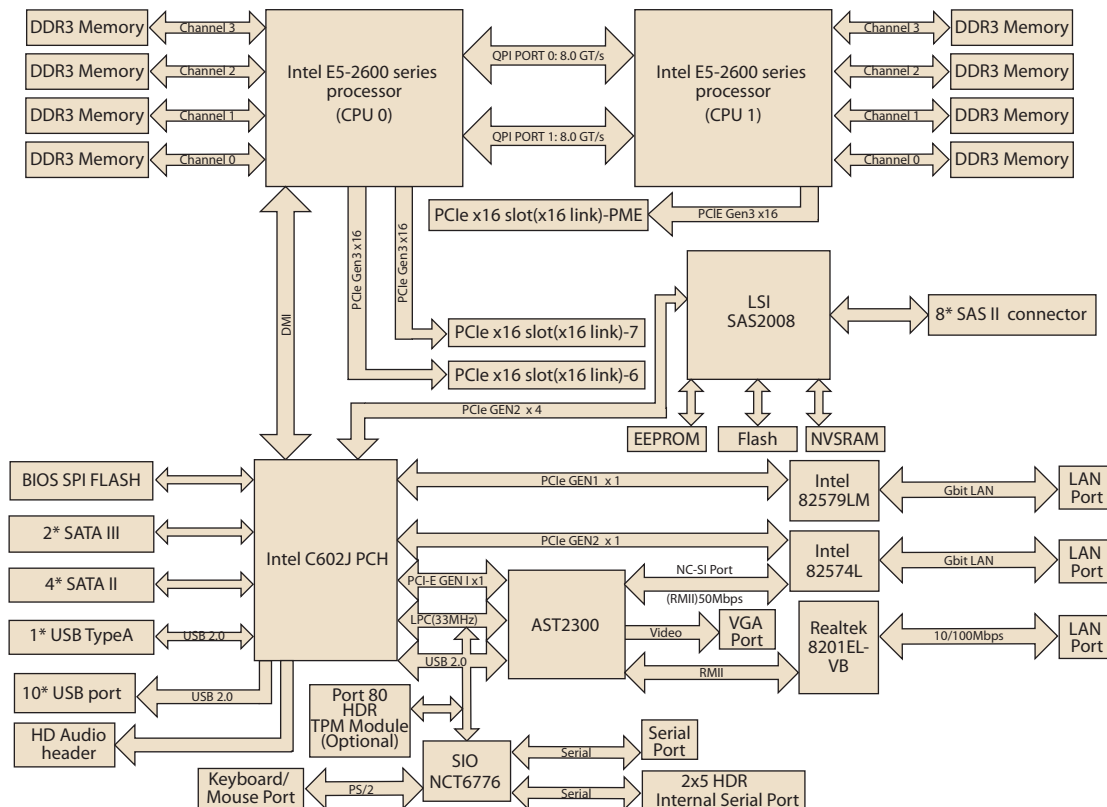 DDR3 Memory
Channel 3
DDR3 Memory
Channel 2
DDR3 Memory
Channel 1
DDR3 Memory
Channel 0
Intel E5-2600 series
processor
(CPU 0)
QPI PORT 0: 8.0 GT/s
QPI PORT 1: 8.0 GT/s
Intel E5-2600 series
processor
(CPU 1)
Channel 3
DDR3 Memory
Channel 2
DDR3 Memory
Channel 1
DDR3 Memory
Channel 0
DDR3 Memory
PCIe x16 slot(x16 link)-PME
PCIE Gen3 x16
DMI
PCIe Gen3 x16
PCIe Gen3 x16
PCIe x16 slot(x16 link)-7
PCIe x16 slot(x16 link)-6
PCIe GEN2 x 4
LSI
SAS2008
8* SAS II connector
EEPROM
Flash
NVSRAM
BIOS SPI FLASH
2* SATA III
4* SATA II
1* USB TypeA
USB 2.0
10* USB port
USB 2.0
HD Audio
header
Intel C602J PCH
PCIe GEN1 x 1
Intel
82579LM
Gbit LAN
LAN
Port
PCIe GEN2 x 1
Intel
82574L
Gbit LAN
LAN
Port
PCI-E GEN I x1
LPC(33MHz)
USB 2.0
AST2300
NC-SI Port
(RMII)50Mbps
Video
VGA
Port
RMII
Realtek
8201EL-
VB
10/100Mbps
LAN
Port
Port 80
HDR
TPM Module
(Optional)
SIO
NCT6776
Keyboard/
Mouse Port
PS/2
Serial
Serial
Port
Serial
2x5 HDR
Internal Serial Port